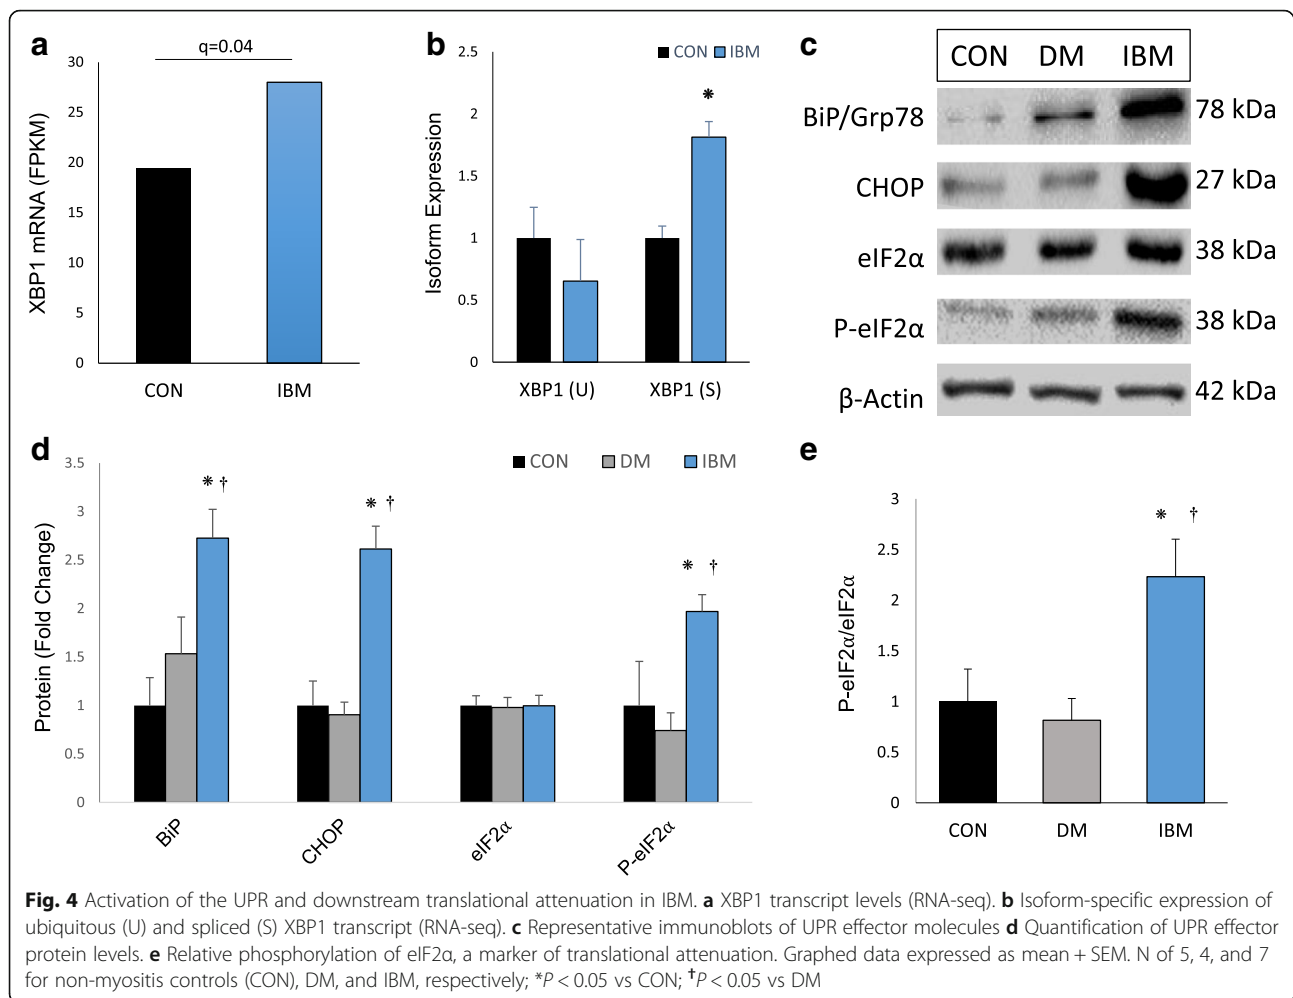 a
q=0.04
30
25
20
15
10
5
0
XBP1 mRNA (FPKM)
CON IBM
b
CON IBM
2.5
2
1.5
1
0.5
0
Isoform Expression
*
XBP1 (U) XBP1 (S)
c
CON DM IBM
BiP/Grp78 78 kDa
CHOP 27 kDa
eIF2α 38 kDa
P-eIF2α 38 kDa
β-Actin 42 kDa
d
CON DM IBM
3.5
3
2.5
2
1.5
1
0.5
0
Protein (Fold Change)
* †
* †
* †
BiP CHOP eIF2α P-eIF2α
e
3
2.5
2
1.5
1
0.5
0
P-eIF2α/eIF2α
* †
CON DM IBM
Fig. 4 Activation of the UPR and downstream translational attenuation in IBM. a XBP1 transcript levels (RNA-seq). b Isoform-specific expression of
ubiquitous (U) and spliced (S) XBP1 transcript (RNA-seq). c Representative immunoblots of UPR effector molecules d Quantification of UPR effector
protein levels. e Relative phosphorylation of eIF2α, a marker of translational attenuation. Graphed data expressed as mean + SEM. N of 5, 4, and 7
for non-myositis controls (CON), DM, and IBM, respectively; *P < 0.05 vs CON; †P < 0.05 vs DM